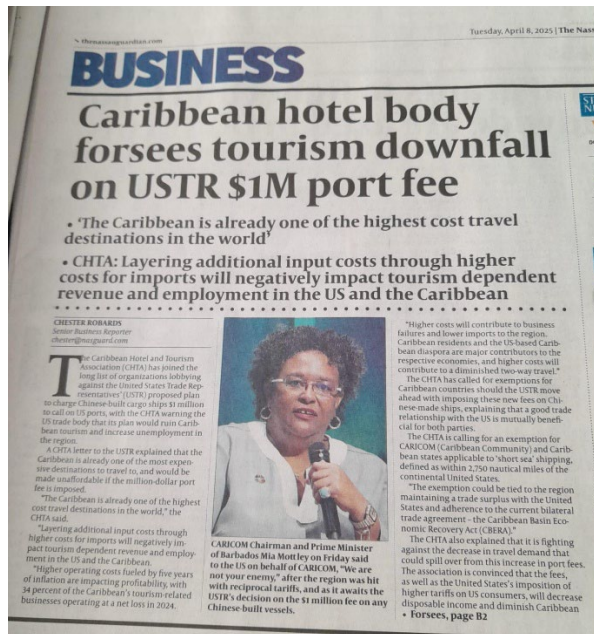 thenassauguardian.com
Tuesday, April 8, 2025 | The Nass
BUSINESS
Caribbean hotel body
forsees tourism downfall
on USTR $1M port fee
• ‘The Caribbean is already one of the highest cost travel
destinations in the world’
• CHTA: Layering additional input costs through higher
costs for imports will negatively impact tourism dependent
revenue and employment in the US and the Caribbean
CHESTER ROBARDS
Senior Business Reporter
chester@nasguard.com
The Caribbean Hotel and Tourism
Association (CHTA) has joined the
long list of organizations lobbying
against the United States Trade Rep-
resentatives’ (USTR) proposed plan
to charge Chinese-built cargo ships $1 million
to call on US ports, with the CHTA warning the
US trade body that its plan would ruin Carib-
bean tourism and increase unemployment in
the region.
A CHTA letter to the USTR explained that the
Caribbean is already one of the most expen-
sive destinations to travel to, and would be
made unaffordable if the million-dollar port
fee is imposed.
“The Caribbean is already one of the highest
cost travel destinations in the world,” the
CHTA said.
“Layering additional input costs through
higher costs for imports will negatively im-
pact tourism dependent revenue and employ-
ment in the US and the Caribbean.
“Higher operating costs fueled by five years
of inflation are impacting profitability, with
34 percent of the Caribbean’s tourism-related
businesses operating at a net loss in 2024.
CARICOM Chairman and Prime Minister
of Barbados Mia Mottley on Friday said
to the US on behalf of CARICOM, “We are
not your enemy,” after the region was hit
with reciprocal tariffs, and as it awaits the
USTR’s decision on the $1 million fee on any
Chinese-built vessels.
“Higher costs will contribute to business
failures and lower imports to the region.
Caribbean residents and the US-based Carib-
bean diaspora are major contributors to the
respective economies, and higher costs will
contribute to a diminished two-way travel.”
The CHTA has called for exemptions for
Caribbean countries should the USTR move
ahead with imposing these new fees on Chi-
nese-made ships, explaining that a good trade
relationship with the US is mutually benefi-
cial for both parties.
The CHTA is calling for an exemption for
CARICOM (Caribbean Community) and Carib-
bean states applicable to ‘short sea’ shipping,
defined as within 2,750 nautical miles of the
continental United States.
“The exemption could be tied to the region
maintaining a trade surplus with the United
States and adherence to the current bilateral
trade agreement - the Caribbean Basin Eco-
nomic Recovery Act (CBERA).”
The CHTA also explained that it is fighting
against the decrease in travel demand that
could spill over from this increase in port fees.
The association is convinced that the fees,
as well as the United States’s imposition of
higher tariffs on US consumers, will decrease
disposable income and diminish Caribbean
• Forsees, page B2